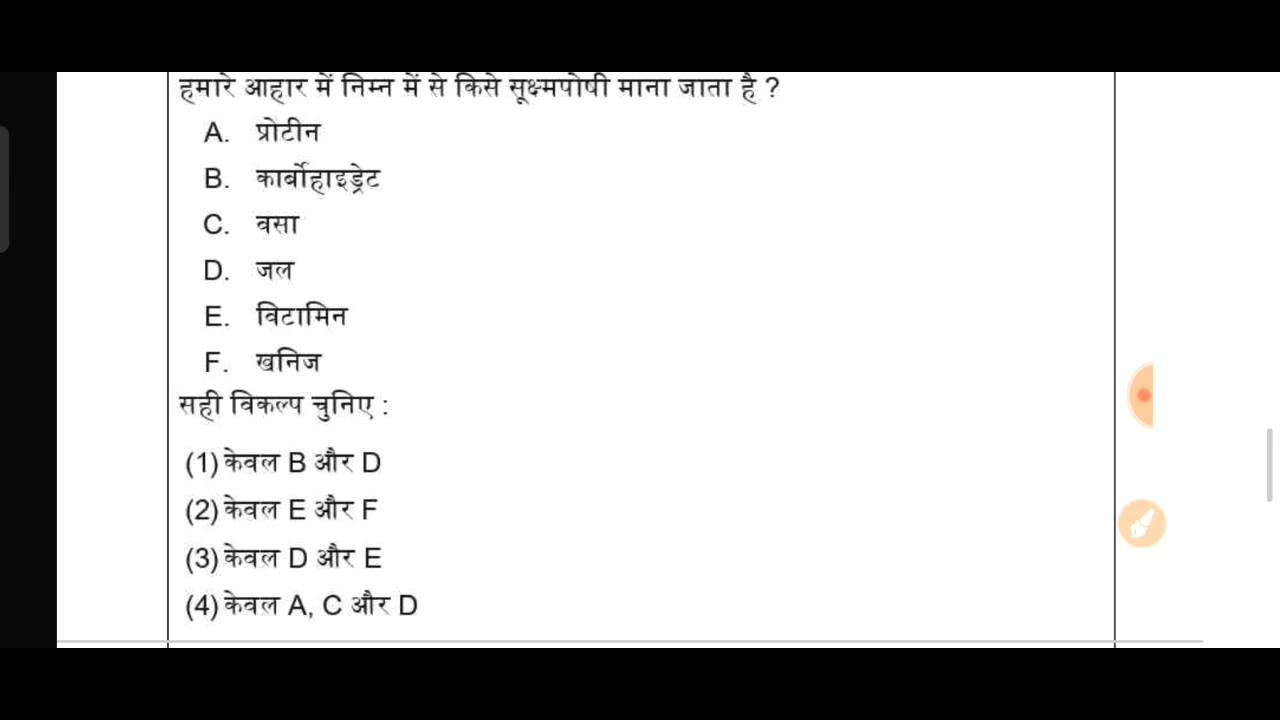 हमारे आहार में निम्न में से किसे सूक्ष्मपोषी माना जाता है ?
A. प्रोटीन
B. कार्बोहाइड्रेट
C. वसा
D. जल
E. विटामिन
F. खनिज
सही विकल्प चुनिए :
(1) केवल B और D
(2) केवल E और F
(3) केवल D और E
(4) केवल A, C और D